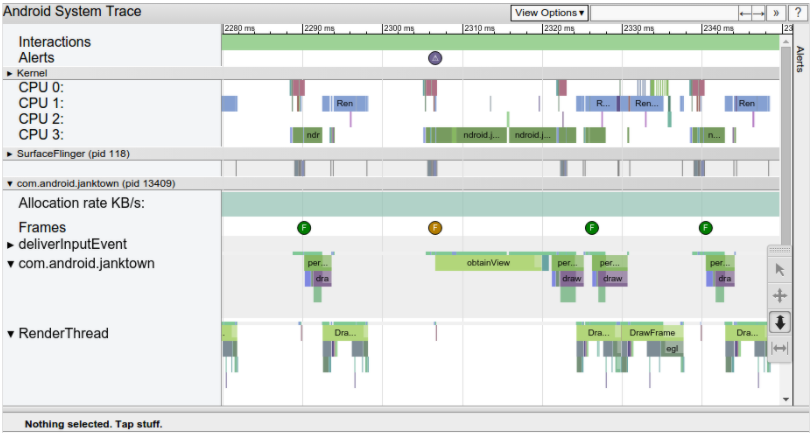 Android System Trace View Options▾ ←→ » ?
2280 ms 2290 ms 2300 ms 2310 ms 2320 ms 2330 ms 2340 ms 23
Interactions
Alerts
Alerts
▸ Kernel
CPU 0:
CPU 1: Ren R... Ren... Ren
CPU 2:
CPU 3: ndr ndroid.j... ndroid.j... n...
▸ SurfaceFlinger (pid 118)
▾ com.android.janktown (pid 13409)
Allocation rate KB/s:
Frames F F F F
▸ deliverInputEvent
▾ com.android.janktown per... obtainView per... per... per...
dra draw draw dra
▾ RenderThread . Dra... Dra... DrawFrame Dra...
egl
Nothing selected. Tap stuff.